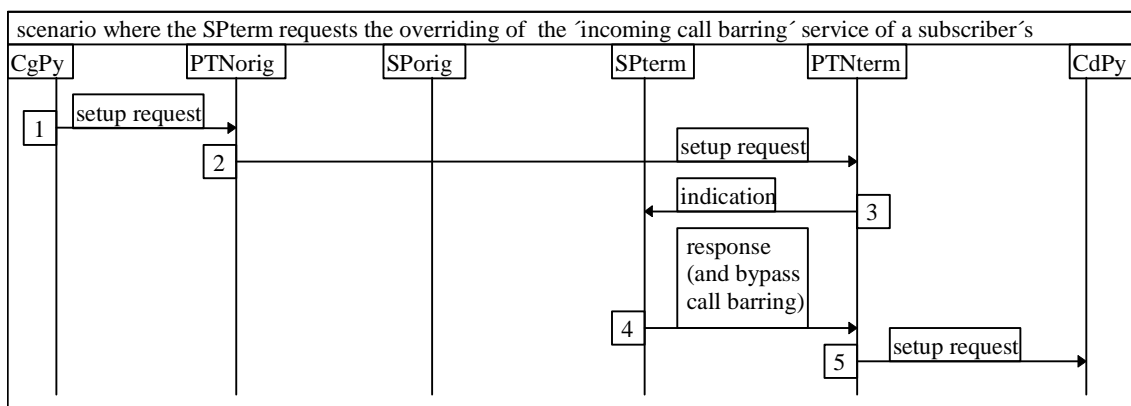 scenario where the SPterm requests the overriding of the ´incoming call barring´ service of a subscriber´s
CgPy PTNorig SPorig SPterm PTNterm CdPy
1 setup request
2 setup request
indication 3
response
(and bypass
call barring)
4
5 setup request